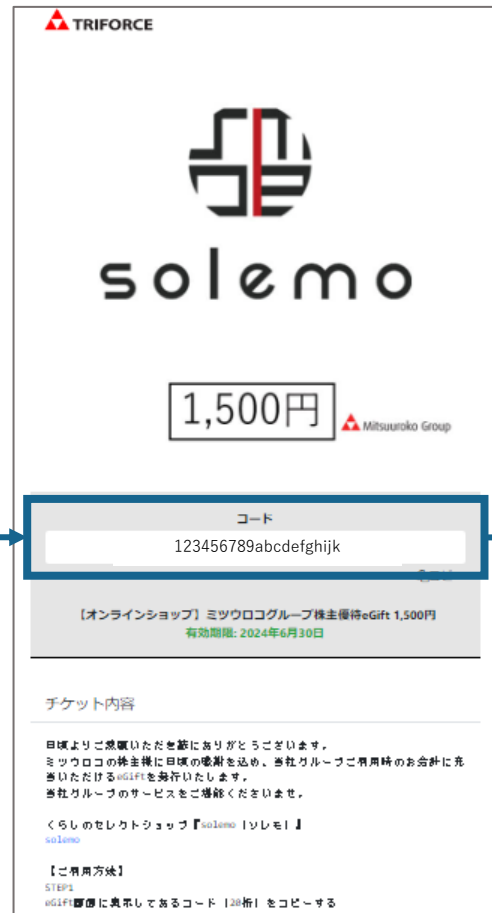 TRIFORCE
solemo
1,500円
Mitsuuroko Group
コード
123456789abcdefghijk
【オンラインショップ】ミツウロコグループ株主優待eGift 1,500円
有効期限: 2024年6月30日
チケット内容
日頃よりご愛顧いただき誠にありがとうございます。
ミツウロコの株主様に日頃の感謝を込め、当社グループご利用時のお会計に充
当いただけるeGiftを発行いたします。
当社グループのサービスをご堪能くださいませ。
くらしのセレクトショップ『solemo |ソレモ| 』
solemo
【ご利用方法】
STEP1
eGift画像に表示してあるコード |20桁| をコピーする